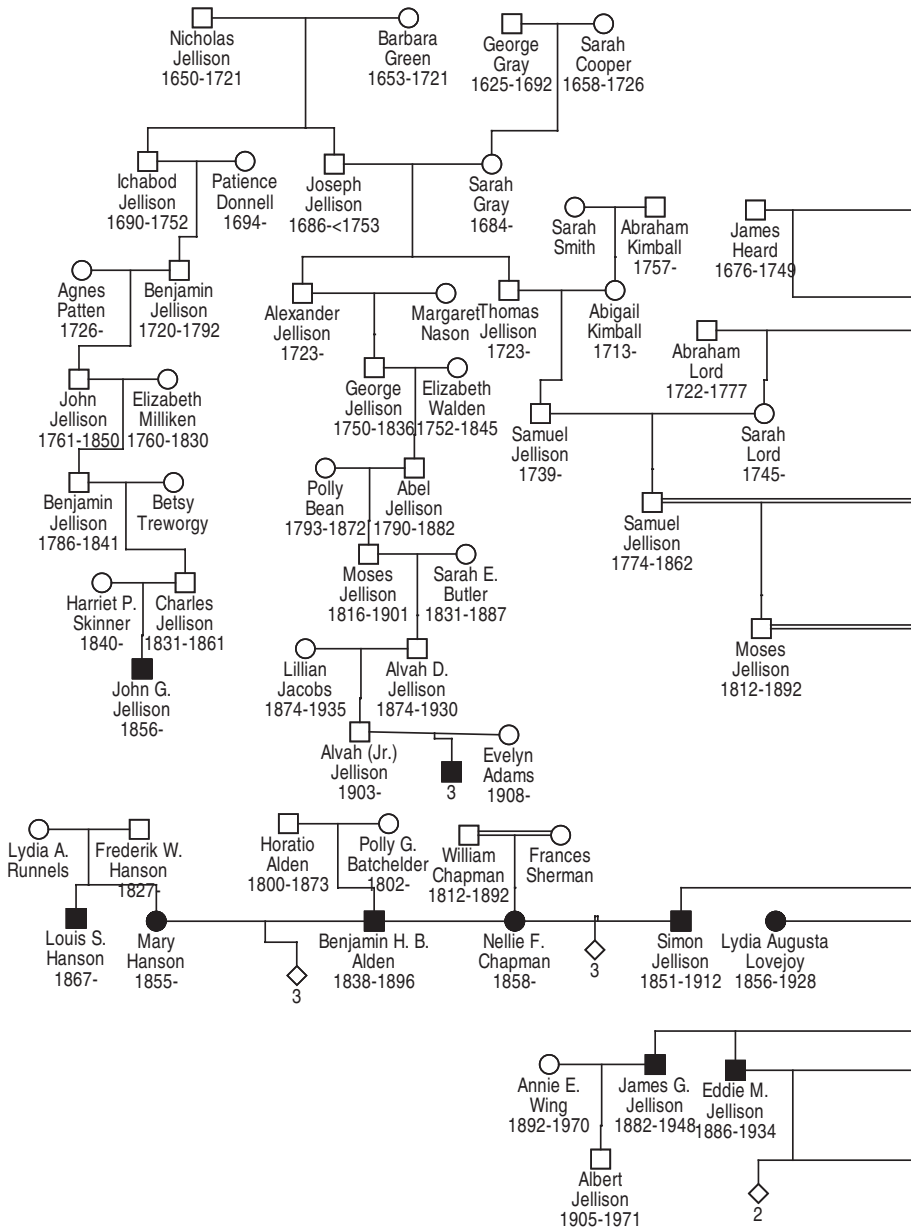 Nicholas
Jellison
1650-1721
Barbara
Green
1653-1721
George
Gray
1625-1692
Sarah
Cooper
1658-1726
Ichabod
Jellison
1690-1752
Patience
Donnell
1694-
Joseph
Jellison
1686-<1753
Sarah
Gray
1684-
Sarah
Smith
Abraham
Kimball
1757-
James
Heard
1676-1749
Agnes
Patten
1726-
Benjamin
Jellison
1720-1792
Alexander
Jellison
1723-
Margaret
Nason
Thomas
Jellison
1723-
Abigail
Kimball
1713-
Abraham
Lord
1722-1777
John
Jellison
1761-1850
Elizabeth
Milliken
1760-1830
George
Jellison
1750-1836
Elizabeth
Walden
1752-1845
Samuel
Jellison
1739-
Sarah
Lord
1745-
Benjamin
Jellison
1786-1841
Betsy
Treworgy
Polly
Bean
1793-1872
Abel
Jellison
1790-1882
Samuel
Jellison
1774-1862
Harriet P.
Skinner
1840-
Charles
Jellison
1831-1861
Moses
Jellison
1816-1901
Sarah E.
Butler
1831-1887
Moses
Jellison
1812-1892
John G.
Jellison
1856-
Lillian
Jacobs
1874-1935
Alvah D.
Jellison
1874-1930
Alvah (Jr.)
Jellison
1903-
3
Evelyn
Adams
1908-
Lydia A.
Runnels
Frederik W.
Hanson
1827-
Horatio
Alden
1800-1873
Polly G.
Batchelder
1802-
William
Chapman
1812-1892
Frances
Sherman
Louis S.
Hanson
1867-
Mary
Hanson
1855-
3
Benjamin H. B.
Alden
1838-1896
Nellie F.
Chapman
1858-
3
Simon
Jellison
1851-1912
Lydia Augusta
Lovejoy
1856-1928
Annie E.
Wing
1892-1970
James G.
Jellison
1882-1948
Eddie M.
Jellison
1886-1934
Albert
Jellison
1905-1971
2